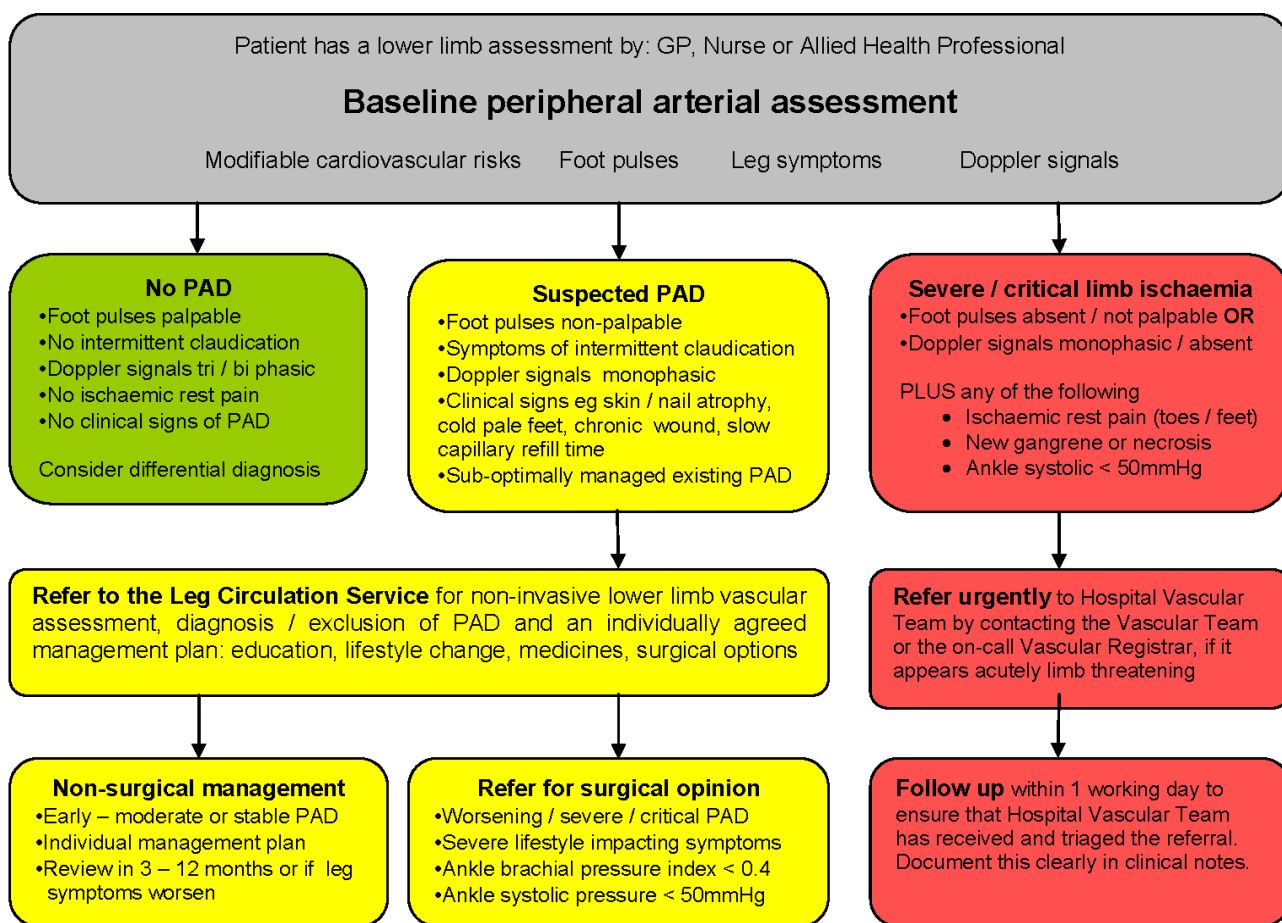 Patient has a lower limb assessment by: GP, Nurse or Allied Health Professional
Baseline peripheral arterial assessment
Modifiable cardiovascular risks Foot pulses Leg symptoms Doppler signals
No PAD
•Foot pulses palpable
•No intermittent claudication
•Doppler signals tri / bi phasic
•No ischaemic rest pain
•No clinical signs of PAD
Consider differential diagnosis
Suspected PAD
•Foot pulses non-palpable
•Symptoms of intermittent claudication
•Doppler signals monophasic
•Clinical signs eg skin / nail atrophy,
cold pale feet, chronic wound, slow
capillary refill time
•Sub-optimally managed existing PAD
Severe / critical limb ischaemia
•Foot pulses absent / not palpable OR
•Doppler signals monophasic / absent
PLUS any of the following
• Ischaemic rest pain (toes / feet)
• New gangrene or necrosis
• Ankle systolic < 50mmHg
Refer to the Leg Circulation Service for non-invasive lower limb vascular
assessment, diagnosis / exclusion of PAD and an individually agreed
management plan: education, lifestyle change, medicines, surgical options
Refer urgently to Hospital Vascular
Team by contacting the Vascular Team
or the on-call Vascular Registrar, if it
appears acutely limb threatening
Non-surgical management
•Early – moderate or stable PAD
•Individual management plan
•Review in 3 – 12 months or if leg
symptoms worsen
Refer for surgical opinion
•Worsening / severe / critical PAD
•Severe lifestyle impacting symptoms
•Ankle brachial pressure index < 0.4
•Ankle systolic pressure < 50mmHg
Follow up within 1 working day to
ensure that Hospital Vascular Team
has received and triaged the referral.
Document this clearly in clinical notes.